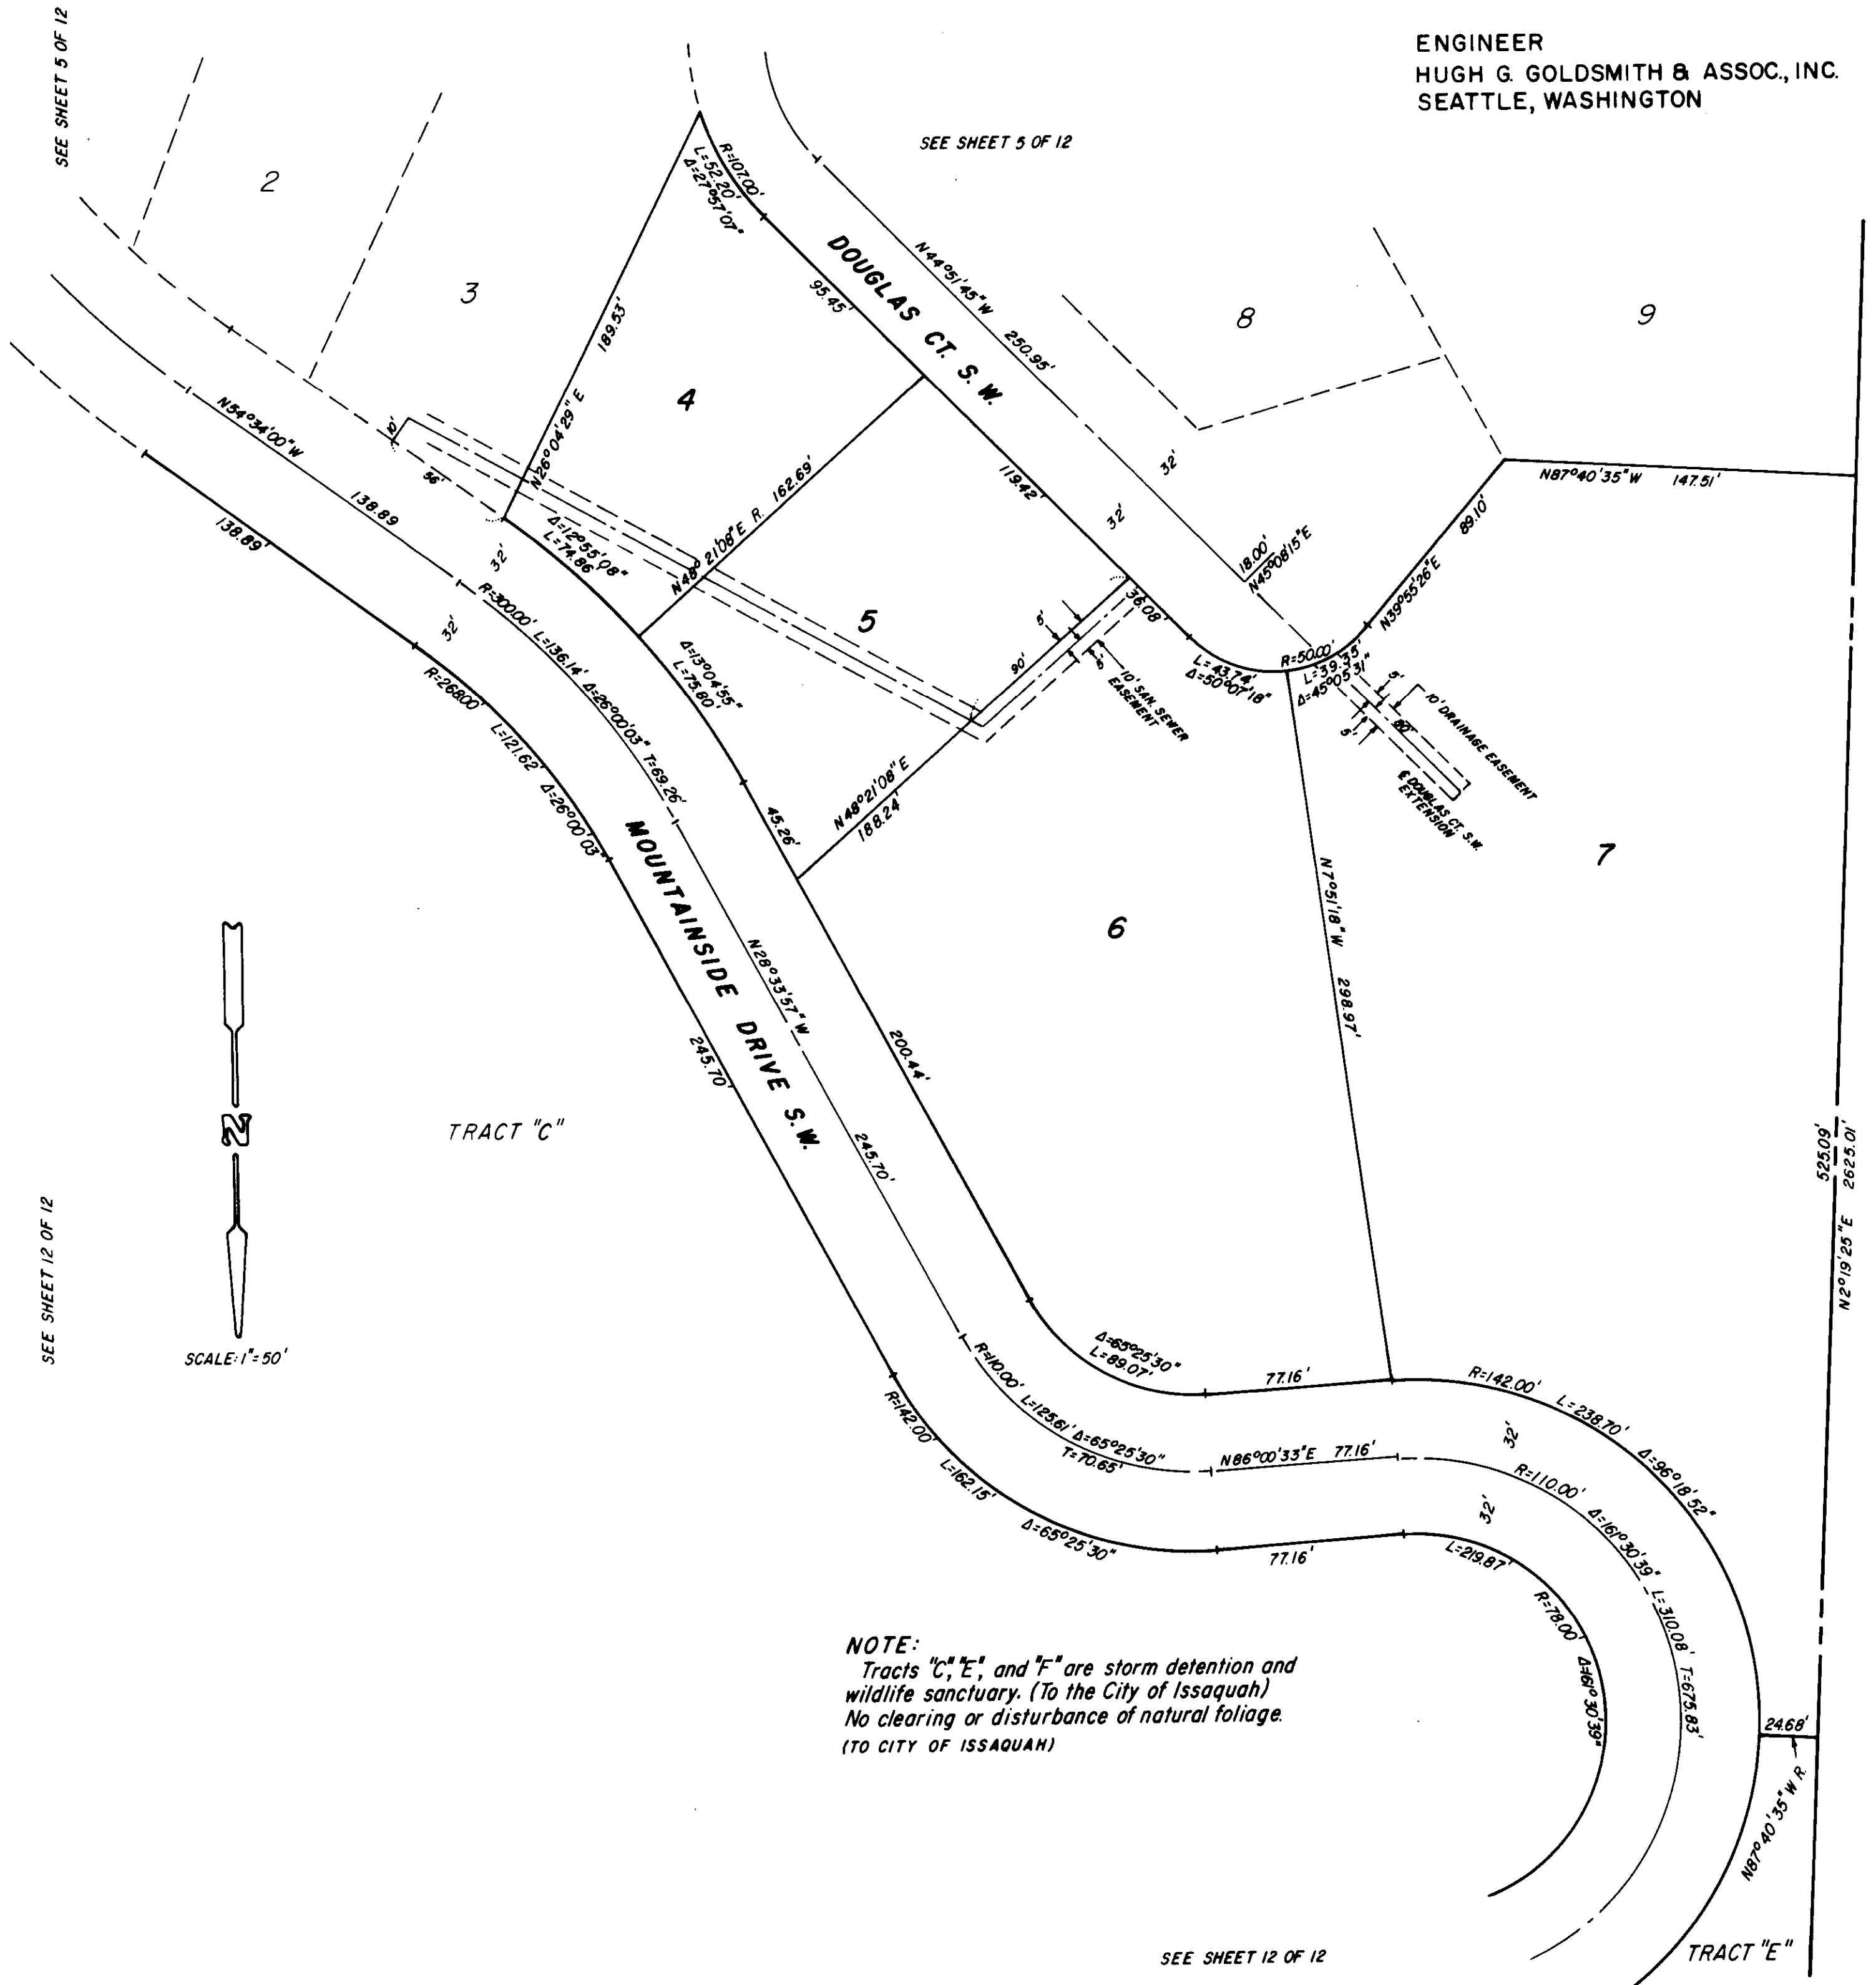 ENGINEER
HUGH G. GOLDSMITH & ASSOC., INC.
SEATTLE, WASHINGTON
SEE SHEET 5 OF 12
SEE SHEET 5 OF 12
2
3
4
R=107.00'
L=52.20'
Δ=27°57'07"
DOUGLAS CT. S.W.
95.45'
N44°51'45"W 250.95'
8
9
189.53'
N26°04'29"E
N54°34'00"W
10'
56'
138.89
138.89'
32'
32'
Δ=12°55'08"
L=74.86'
N48°21'08"E R. 162.69'
119.42'
32'
32'
18.00'
N45°08'15"E
N87°40'35"W 147.51'
89.10'
N39°55'26"E
5
36.08'
5'
5'
90'
10' SAN. SEWER
EASEMENT
L=43.74'
Δ=50°07'18"
R=50.00'
L=39.35'
Δ=45°05'31"
5'
5'
10' DRAINAGE EASEMENT
℄ DOUGLAS CT. S.W.
EXTENSION
R=300.00' L=136.14' Δ=26°00'03" T=69.26'
R=268.00' L=121.62' Δ=26°00'03"
Δ=13°04'55"
L=75.80'
45.26'
N48°21'08"E
188.24'
MOUNTAINSIDE DRIVE S.W.
6
7
N7°51'18"W 298.97'
N28°33'57"W
245.70'
245.70'
200.44'
N
SCALE: 1"=50'
TRACT "C"
SEE SHEET 12 OF 12
525.09'
N2°19'25"E 2625.01'
Δ=65°25'30"
L=89.07'
77.16'
R=142.00' L=238.70' Δ=96°18'52"
R=110.00' L=125.61' Δ=65°25'30"
T=70.65'
N86°00'33"E 77.16'
32'
32'
R=110.00' Δ=161°30'39" L=310.08' T=675.83'
R=142.00' L=162.15' Δ=65°25'30"
77.16'
L=219.87' R=78.00' Δ=161°30'39"
24.68'
N87°40'35"W R.
NOTE:
Tracts "C", "E", and "F" are storm detention and
wildlife sanctuary. (To the City of Issaquah)
No clearing or disturbance of natural foliage.
(TO CITY OF ISSAQUAH)
SEE SHEET 12 OF 12
TRACT "E"